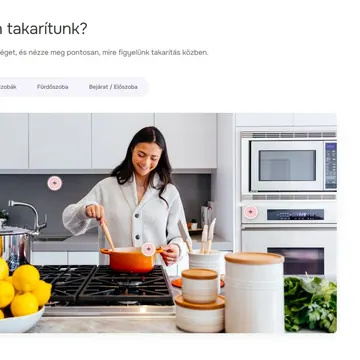 takarítunk?
éget, és nézze meg pontosan, mire figyelünk takarítás közben.
zobák Fürdőszoba Bejárat / Előszoba